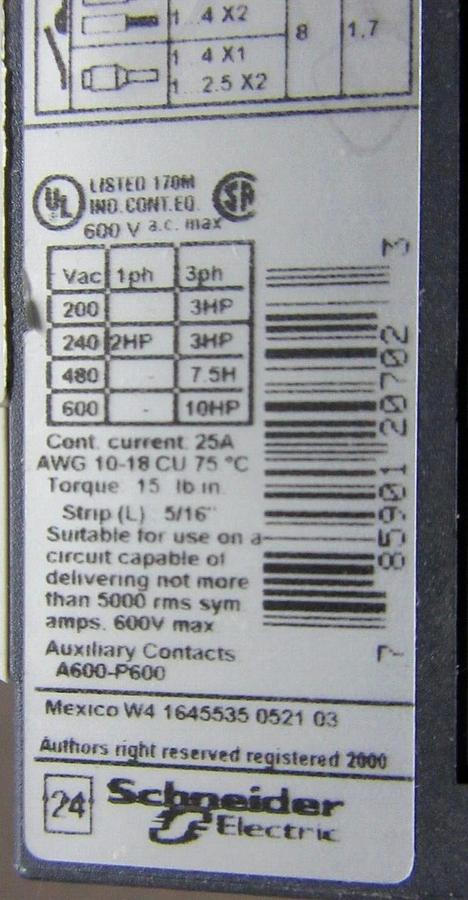 1 4 X2
8
1.7
1 4 X1
1 2.5 X2
UL
LISTED 170M
IND.CONT.EQ.
SA
600 V a.c. max
Vac 1ph 3ph
200 3HP
240 2HP 3HP
480 - 7.5H
600 - 10HP
Cont. current. 25A
AWG 10-18 CU 75 °C
Torque 15 lb in.
Strip (L) 5/16"
Suitable for use on a
circuit capable of
delivering not more
than 5000 rms sym
amps. 600V max
Auxiliary Contacts
A600-P600
7 85901 20702 3
Mexico W4 1645535 0521 03
Authors right reserved registered 2000
24
Schneider
Electric